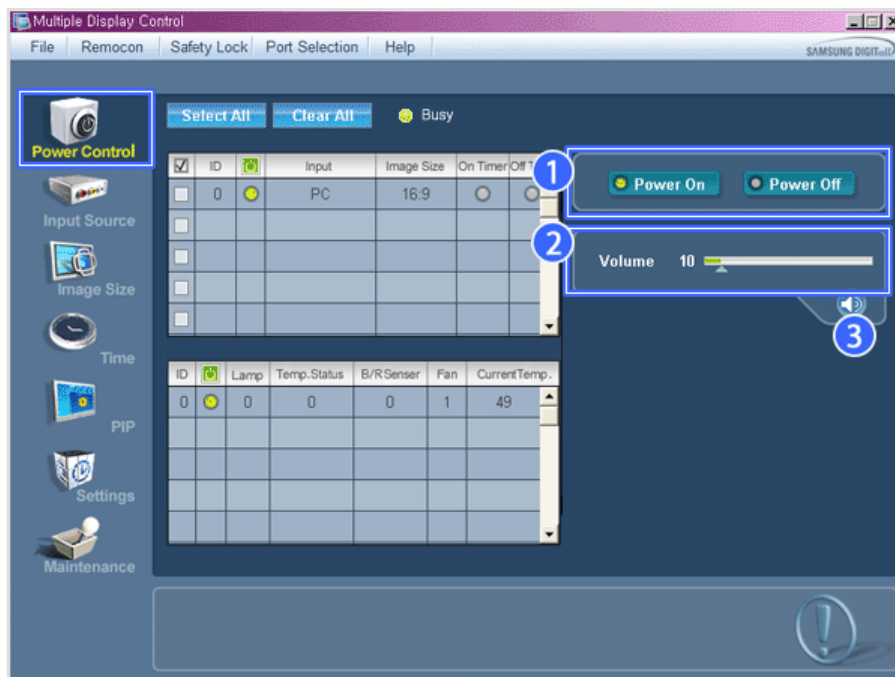 Multiple Display Control
File Remocon Safety Lock Port Selection Help
SAMSUNG DIGITall
Select All Clear All Busy
Power Control
ID Input Image Size On Timer Off T
0 PC 16:9
1
Power On Power Off
Input Source
2
Volume 10
Image Size
3
Time
ID Lamp Temp.Status B/RSenser Fan CurrentTemp.
0 0 0 0 1 49
PIP
Settings
Maintenance